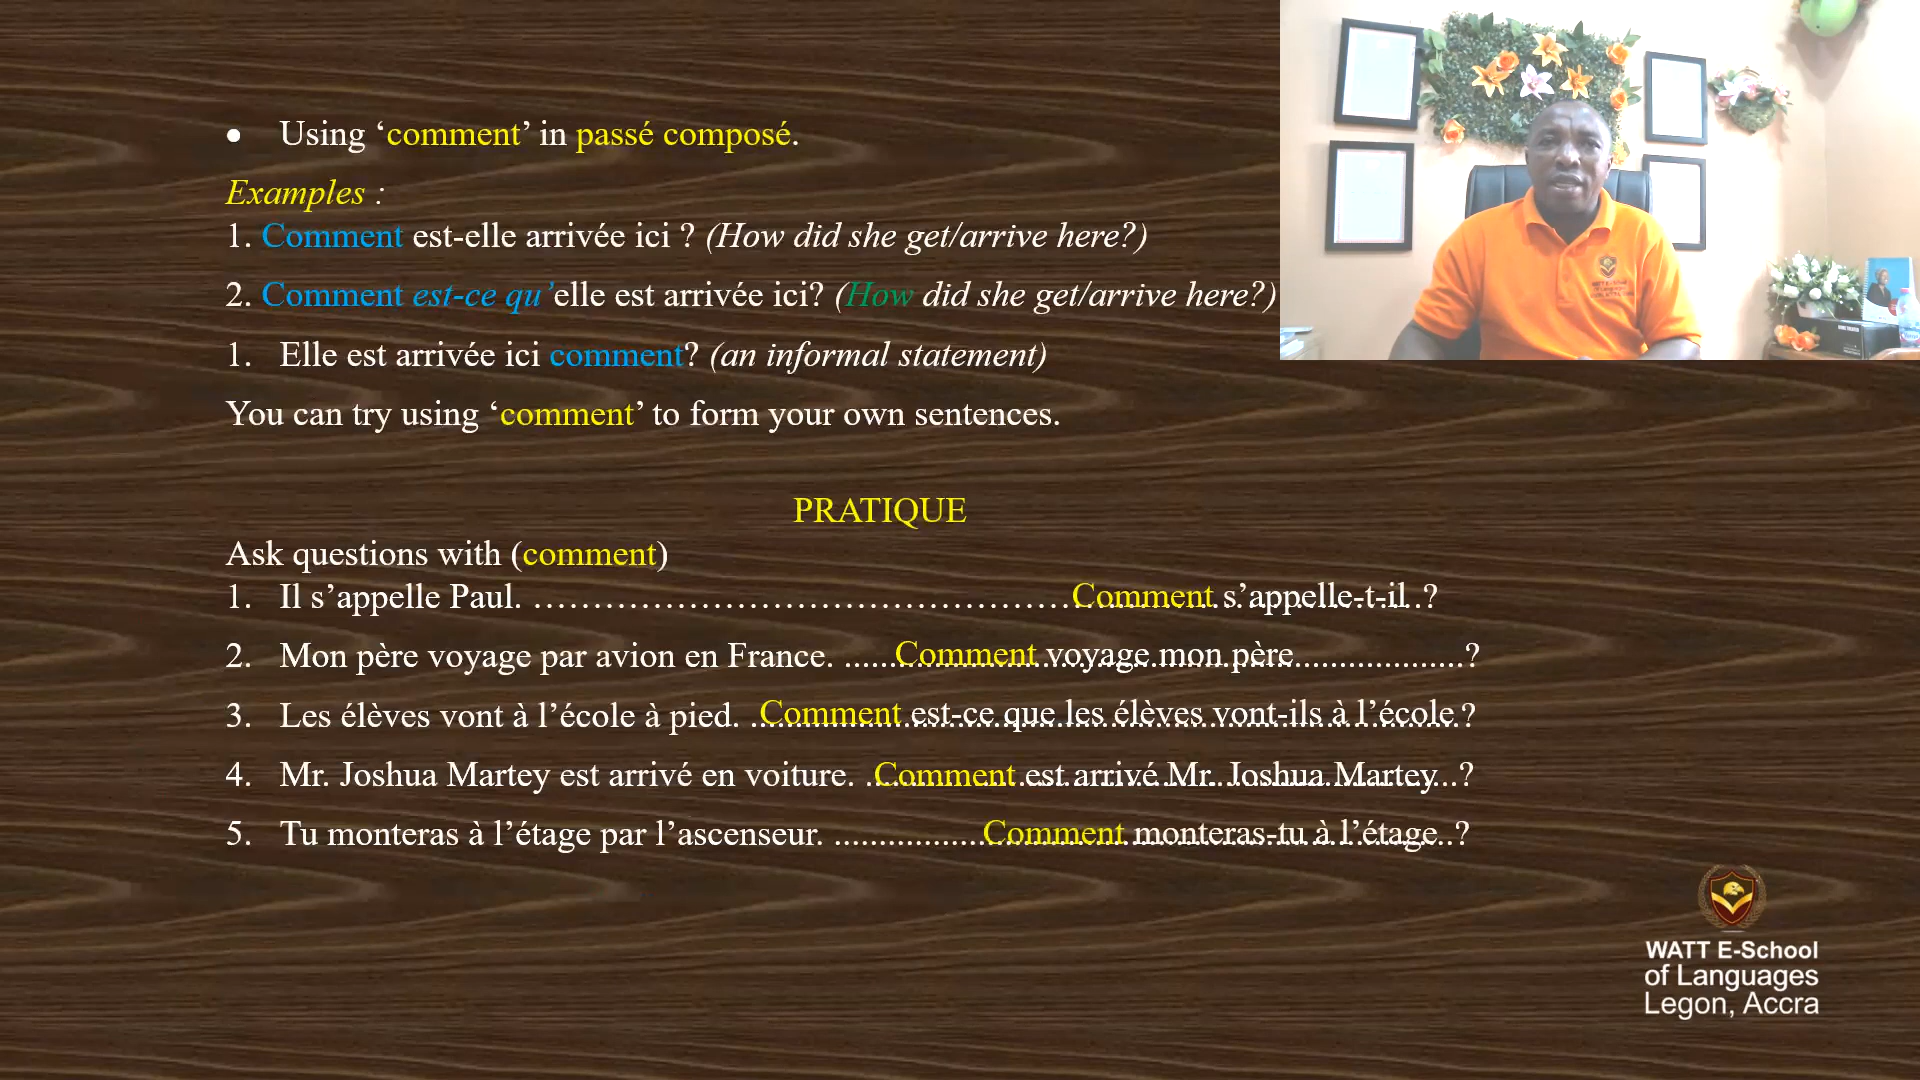 • Using ‘comment’ in passé composé.
Examples :
1. Comment est-elle arrivée ici ? (How did she get/arrive here?)
2. Comment est-ce qu’elle est arrivée ici? (How did she get/arrive here?)
1. Elle est arrivée ici comment? (an informal statement)
You can try using ‘comment’ to form your own sentences.
PRATIQUE
Ask questions with (comment)
1. Il s’appelle Paul. ……………………………………………Comment s’appelle-t-il..?
2. Mon père voyage par avion en France. ......Comment voyage mon père...................?
3. Les élèves vont à l’école à pied. .Comment est-ce que les élèves vont-ils à l’école.?
4. Mr. Joshua Martey est arrivé en voiture. .Comment est arrivé Mr. Joshua Martey...?
5. Tu monteras à l’étage par l’ascenseur. .................Comment monteras-tu à l’étage..?
WATT E-School
of Languages
Legon, Accra